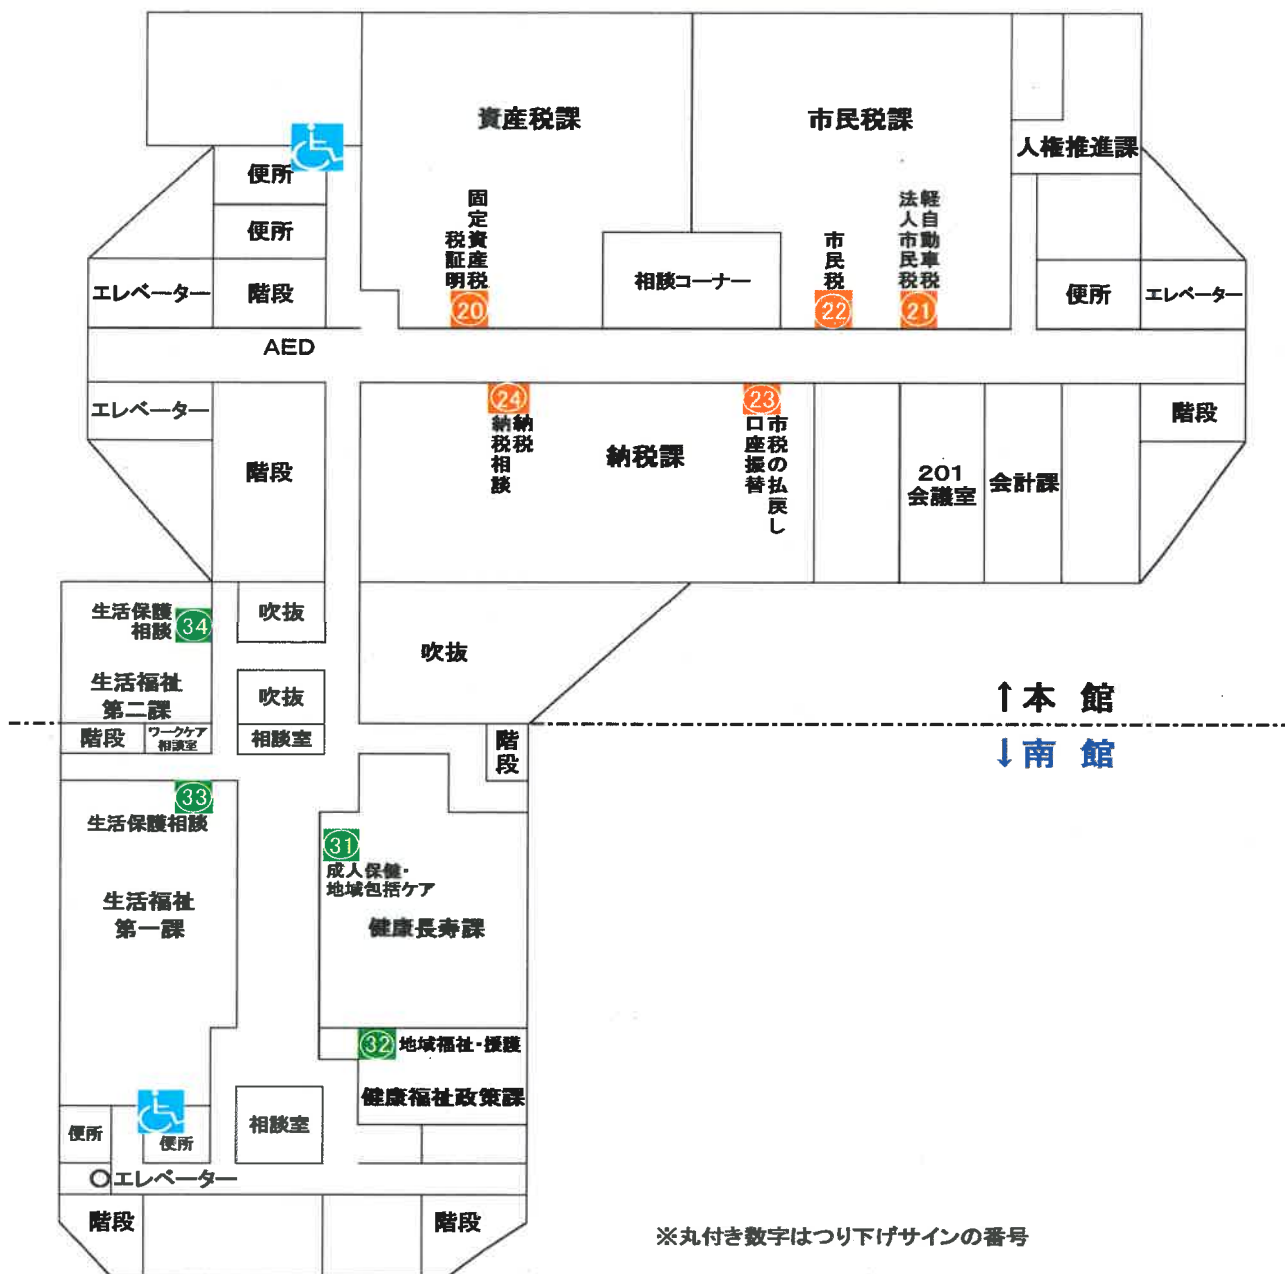 資産税課
市民税課
人権推進課
便所
固定資産税
税証明
20
便所
相談コーナー
市民税
22
軽自動車税
法人市民税
21
エレベーター
階段
便所
エレベーター
AED
エレベーター
階段
24
納税
納税相談
納税課
23
市税の払戻し
口座振替
201
会議室
会計課
階段
生活保護
相談
34
吹抜
吹抜
生活福祉
第二課
吹抜
↑本 館
階段
ワークケア
相談室
相談室
階段
↓南 館
33
生活保護相談
31
成人保健・
地域包括ケア
生活福祉
第一課
健康長寿課
32
地域福祉・援護
健康福祉政策課
便所
便所
相談室
エレベーター
階段
階段
※丸付き数字はつり下げサインの番号